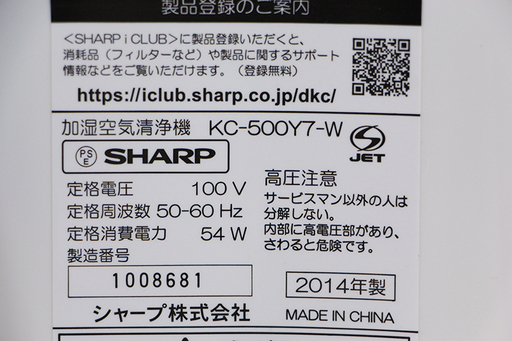 製品登録のご案内
<SHARP i CLUB>に製品登録いただくと、
消耗品（フィルターなど）や製品に関するサポート
情報などをご覧いただけます。（登録無料）
https://iclub.sharp.co.jp/dkc/
加湿空気清浄機 KC-500Y7-W
PS
E
SHARP
JET
定格電圧 100 V
定格周波数 50-60 Hz
定格消費電力 54 W
製造番号
1008681
シャープ株式会社
高圧注意
サービスマン以外の人は
分解しない。
内部に高電圧部があり、
さわると危険です。
2014年製
MADE IN CHINA